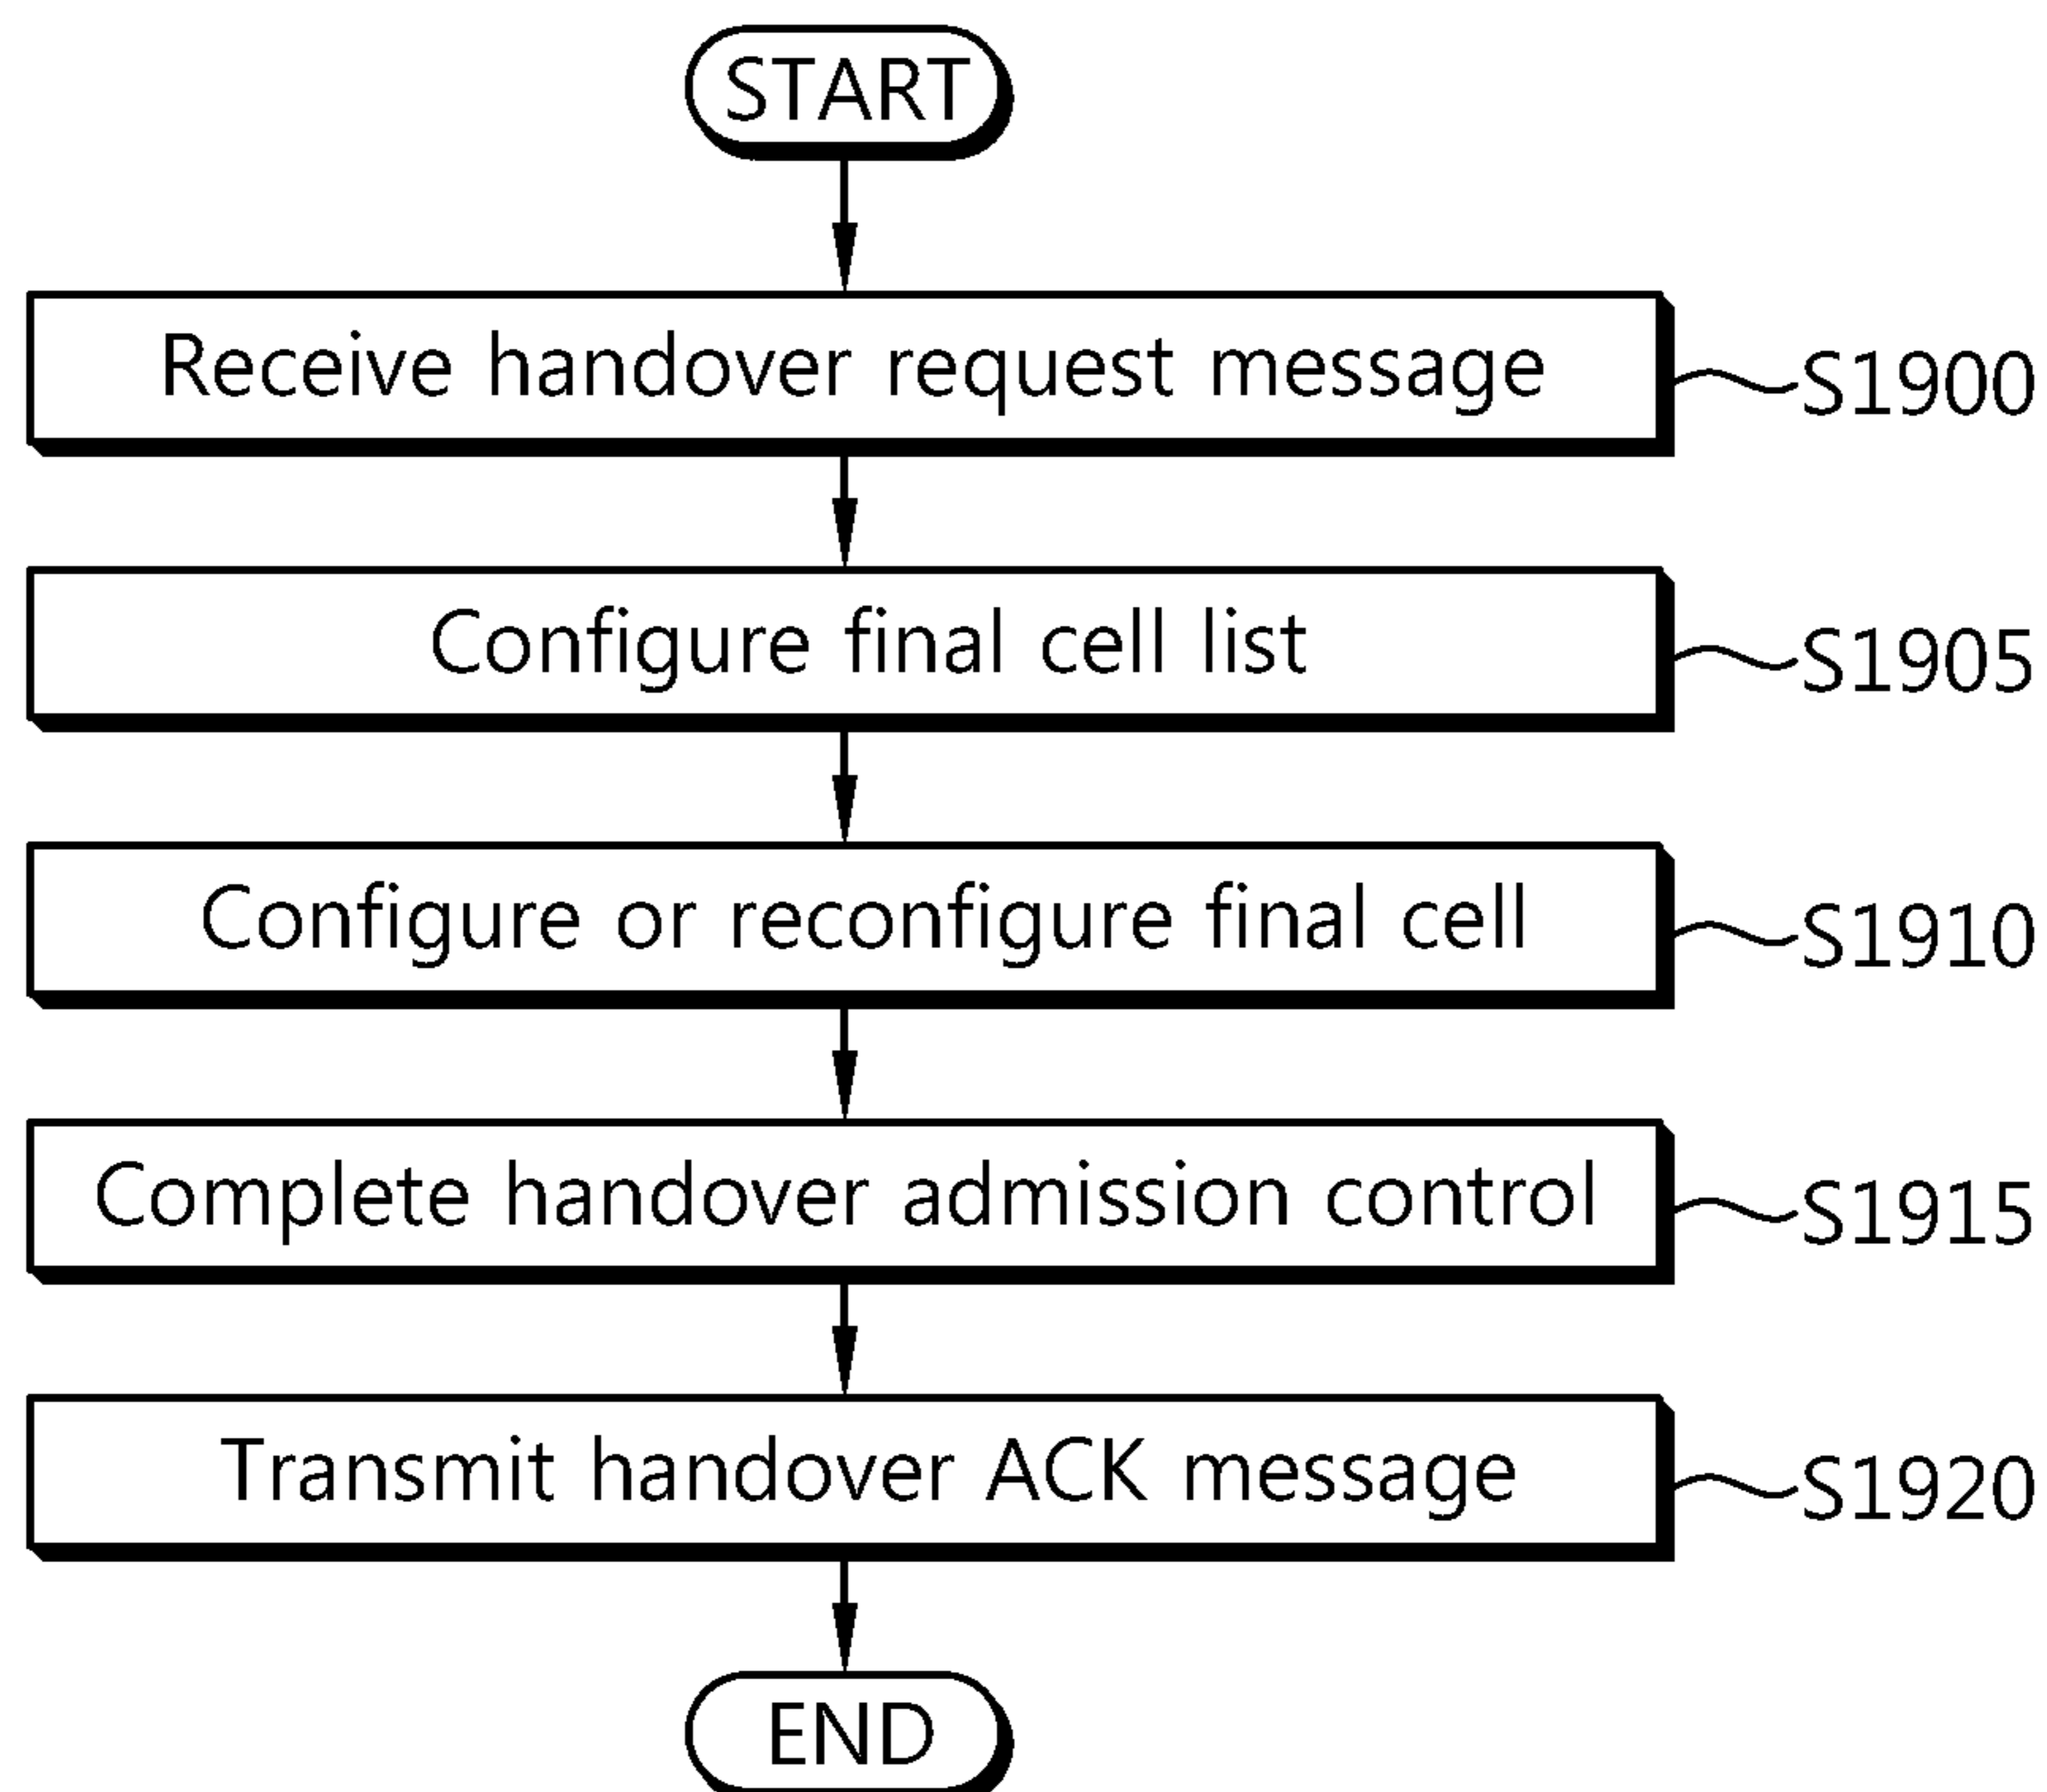 START
Receive handover request message
S1900
Configure final cell list
S1905
Configure or reconfigure final cell
S1910
Complete handover admission control
S1915
Transmit handover ACK message
S1920
END